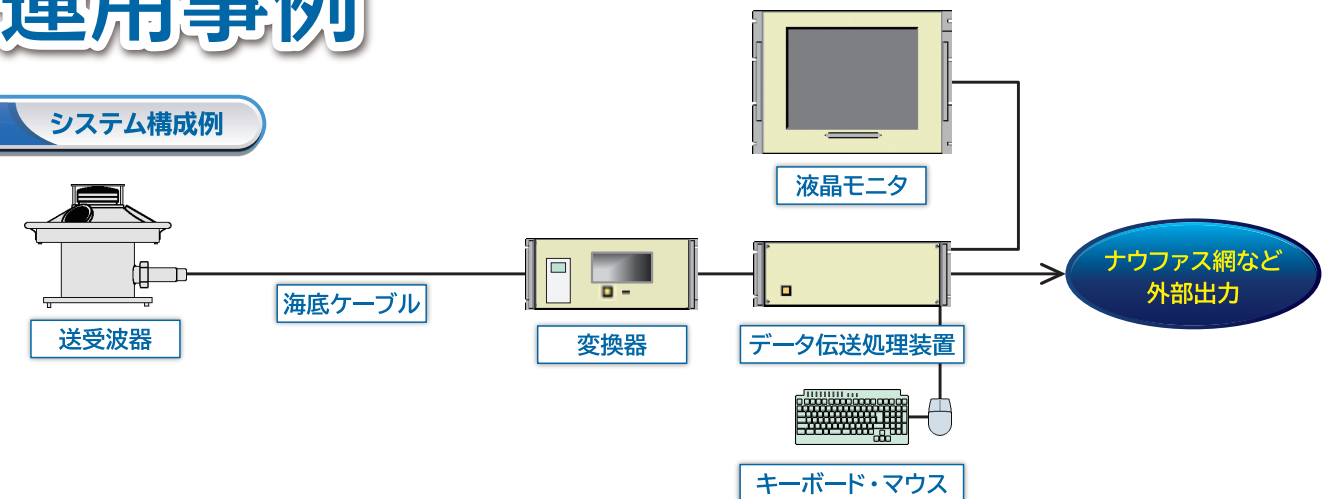 運用事例
システム構成例
液晶モニタ
ナウファス網など
外部出力
海底ケーブル
送受波器
変換器
データ伝送処理装置
キーボード・マウス